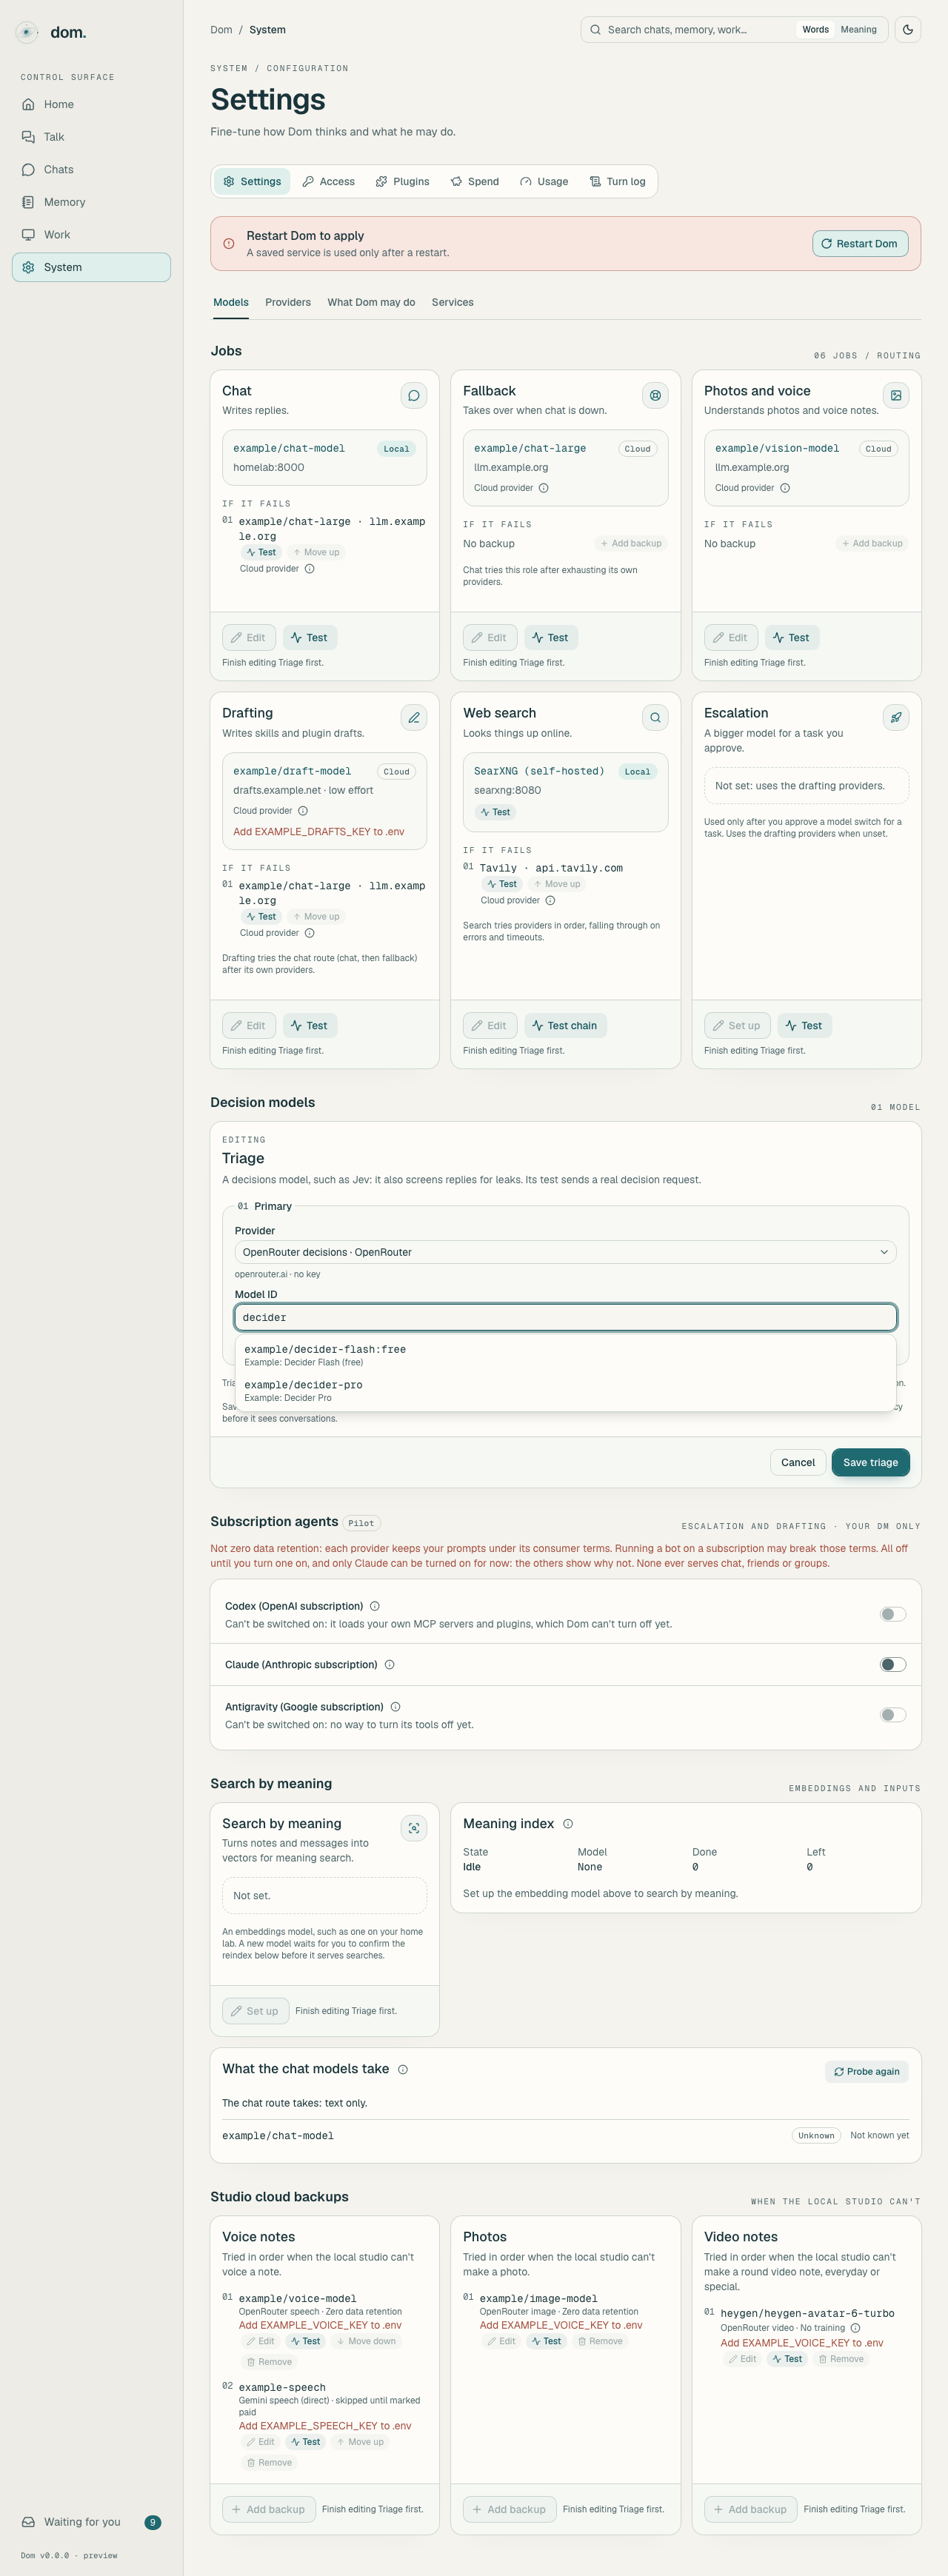 dom.
CONTROL SURFACE
Home
Talk
Chats
Memory
Work
System
Waiting for you 9
Dom v0.0.0 · preview
Dom / System
Search chats, memory, work... Words Meaning
SYSTEM / CONFIGURATION
Settings
Fine-tune how Dom thinks and what he may do.
Settings Access Plugins Spend Usage Turn log
Restart Dom to apply
A saved service is used only after a restart.
Restart Dom
Models Providers What Dom may do Services
Jobs
06 JOBS / ROUTING
Chat
Writes replies.
example/chat-model Local
homelab:8000
IF IT FAILS
01 example/chat-large · llm.examp
le.org
Test Move up
Cloud provider
Edit Test
Finish editing Triage first.
Fallback
Takes over when chat is down.
example/chat-large Cloud
llm.example.org
Cloud provider
IF IT FAILS
No backup Add backup
Chat tries this role after exhausting its own
providers.
Edit Test
Finish editing Triage first.
Photos and voice
Understands photos and voice notes.
example/vision-model Cloud
llm.example.org
Cloud provider
IF IT FAILS
No backup Add backup
Edit Test
Finish editing Triage first.
Drafting
Writes skills and plugin drafts.
example/draft-model Cloud
drafts.example.net · low effort
Cloud provider
Add EXAMPLE_DRAFTS_KEY to .env
IF IT FAILS
01 example/chat-large · llm.examp
le.org
Test Move up
Cloud provider
Drafting tries the chat route (chat, then fallback)
after its own providers.
Edit Test
Finish editing Triage first.
Web search
Looks things up online.
SearXNG (self-hosted) Local
searxng:8080
Test
IF IT FAILS
01 Tavily · api.tavily.com
Test Move up
Cloud provider
Search tries providers in order, falling through on
errors and timeouts.
Edit Test chain
Finish editing Triage first.
Escalation
A bigger model for a task you
approve.
Not set: uses the drafting providers.
Used only after you approve a model switch for a
task. Uses the drafting providers when unset.
Set up Test
Finish editing Triage first.
Decision models
01 MODEL
EDITING
Triage
A decisions model, such as Jev: it also screens replies for leaks. Its test sends a real decision request.
01 Primary
Provider
OpenRouter decisions · OpenRouter
openrouter.ai · no key
Model ID
decider
example/decider-flash:free
Example: Decider Flash (free)
example/decider-pro
Example: Decider Pro
before it sees conversations.
Cancel Save triage
Subscription agents Pilot
ESCALATION AND DRAFTING · YOUR DM ONLY
Not zero data retention: each provider keeps your prompts under its consumer terms. Running a bot on a subscription may break those terms. All off
until you turn one on, and only Claude can be turned on for now: the others show why not. None ever serves chat, friends or groups.
Codex (OpenAI subscription)
Can't be switched on: it loads your own MCP servers and plugins, which Dom can't turn off yet.
Claude (Anthropic subscription)
Antigravity (Google subscription)
Can't be switched on: no way to turn its tools off yet.
Search by meaning
EMBEDDINGS AND INPUTS
Search by meaning
Turns notes and messages into
vectors for meaning search.
Not set.
An embeddings model, such as one on your home
lab. A new model waits for you to confirm the
reindex below before it serves searches.
Set up Finish editing Triage first.
Meaning index
State Model Done Left
Idle None 0 0
Set up the embedding model above to search by meaning.
What the chat models take
Probe again
The chat route takes: text only.
example/chat-model Unknown Not known yet
Studio cloud backups
WHEN THE LOCAL STUDIO CAN'T
Voice notes
Tried in order when the local studio can't
voice a note.
01 example/voice-model
OpenRouter speech · Zero data retention
Add EXAMPLE_VOICE_KEY to .env
Edit Test Move down
Remove
02 example-speech
Gemini speech (direct) · skipped until marked
paid
Add EXAMPLE_SPEECH_KEY to .env
Edit Test Move up
Remove
Add backup Finish editing Triage first.
Photos
Tried in order when the local studio can't
make a photo.
01 example/image-model
OpenRouter image · Zero data retention
Add EXAMPLE_VOICE_KEY to .env
Edit Test Remove
Add backup Finish editing Triage first.
Video notes
Tried in order when the local studio can't
make a round video note, everyday or
special.
01 heygen/heygen-avatar-6-turbo
OpenRouter video · No training
Add EXAMPLE_VOICE_KEY to .env
Edit Test Remove
Add backup Finish editing Triage first.